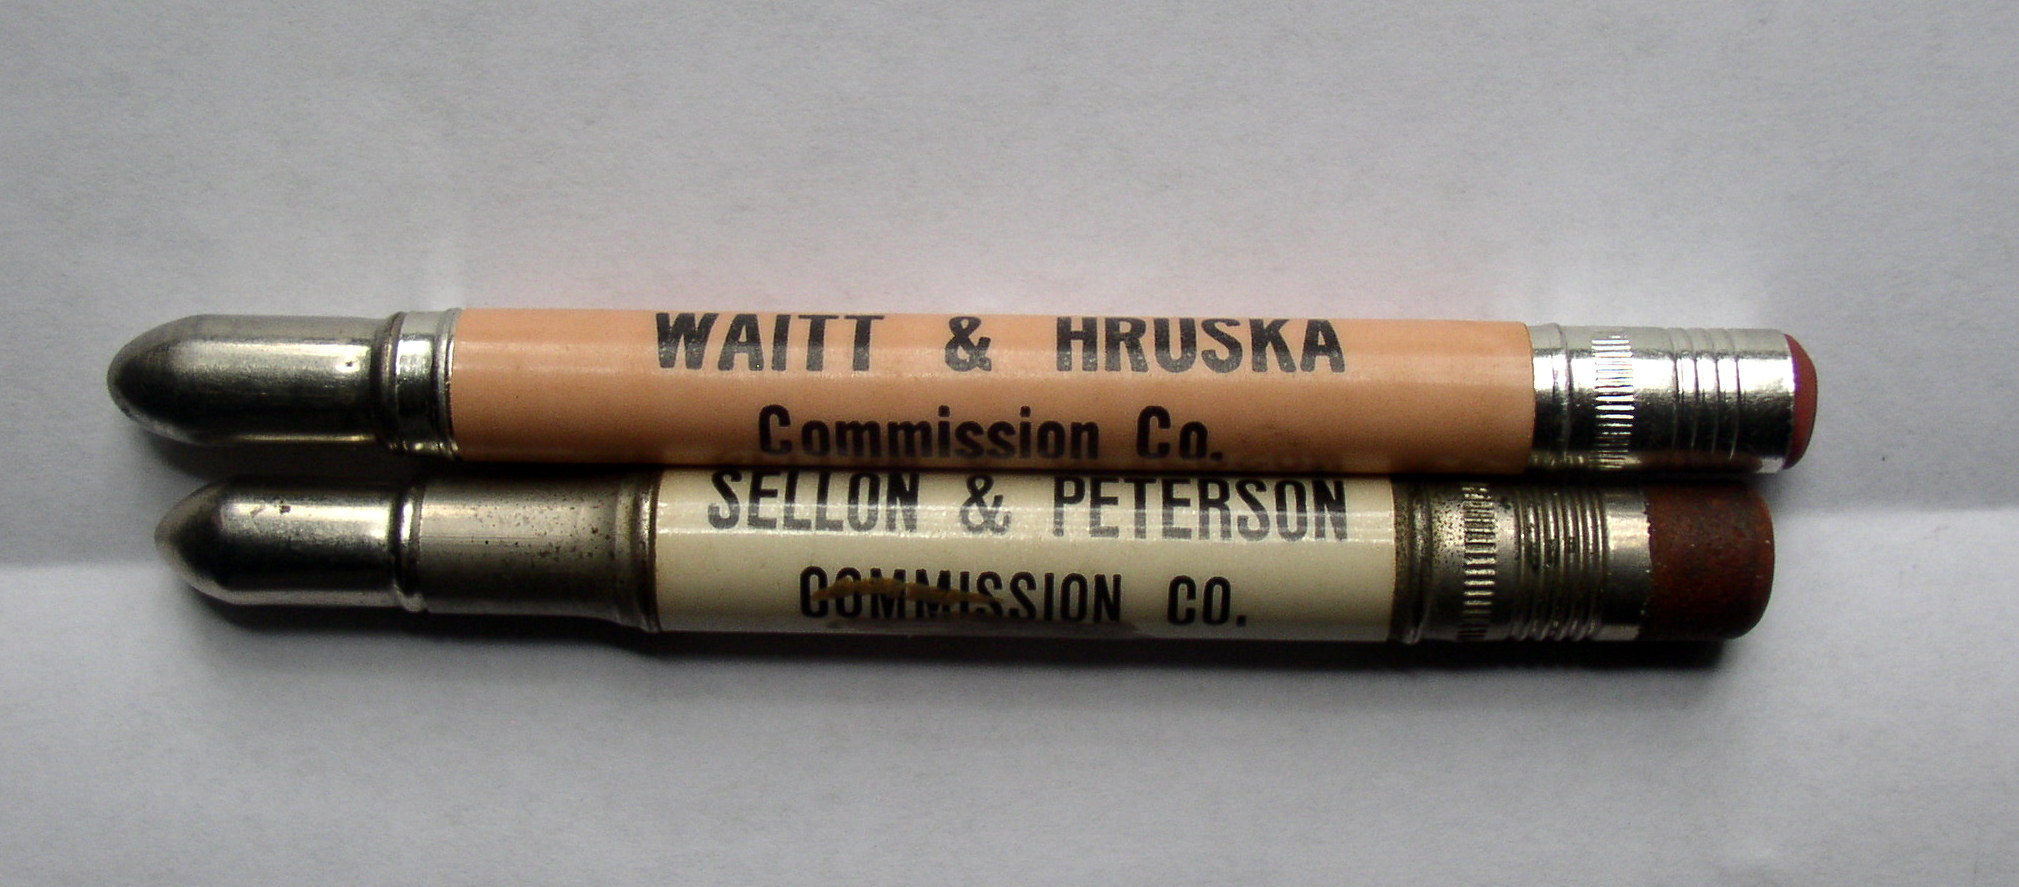 WAITT & HRUSKA
Commission Co.
SELLON & PETERSON
COMMISSION CO.